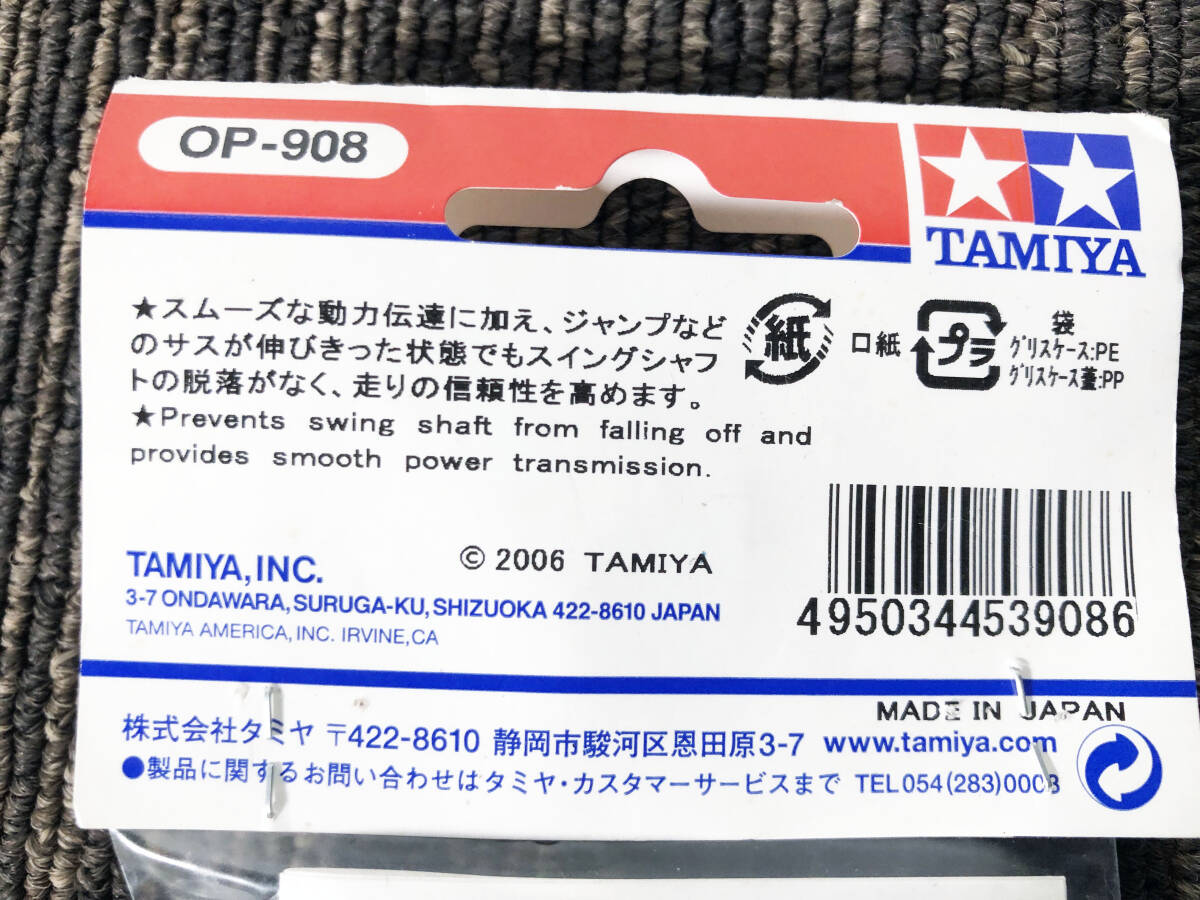 OP-908
TAMIYA
★スムーズな動力伝達に加え、ジャンプなど
のサスが伸びきった状態でもスイングシャフ
トの脱落がなく、走りの信頼性を高めます。
★Prevents swing shaft from falling off and
provides smooth power transmission.
紙
口紙
プラ
袋
グリスケース:PE
グリスケース蓋:PP
TAMIYA,INC.
© 2006 TAMIYA
3-7 ONDAWARA, SURUGA-KU, SHIZUOKA 422-8610 JAPAN
TAMIYA AMERICA, INC. IRVINE, CA
4950344539086
MADE IN JAPAN
株式会社タミヤ 〒422-8610 静岡市駿河区恩田原3-7 www.tamiya.com
●製品に関するお問い合わせはタミヤ・カスタマーサービスまで TEL054(283)0003